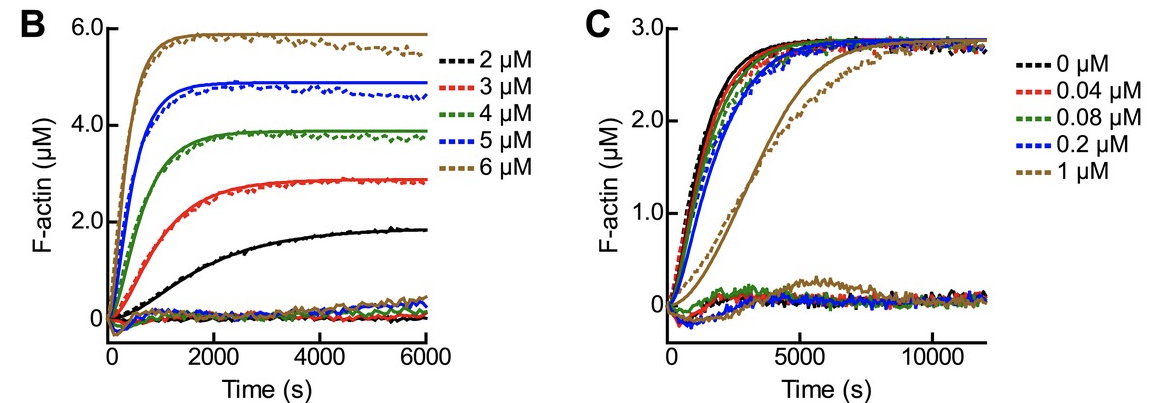 B
6.0
4.0
2.0
0
F-actin (μM)
0
2000
4000
6000
Time (s)
2 μM
3 μM
4 μM
5 μM
6 μM
C
3.0
2.0
1.0
0
F-actin (μM)
0
5000
10000
Time (s)
0 μM
0.04 μM
0.08 μM
0.2 μM
1 μM